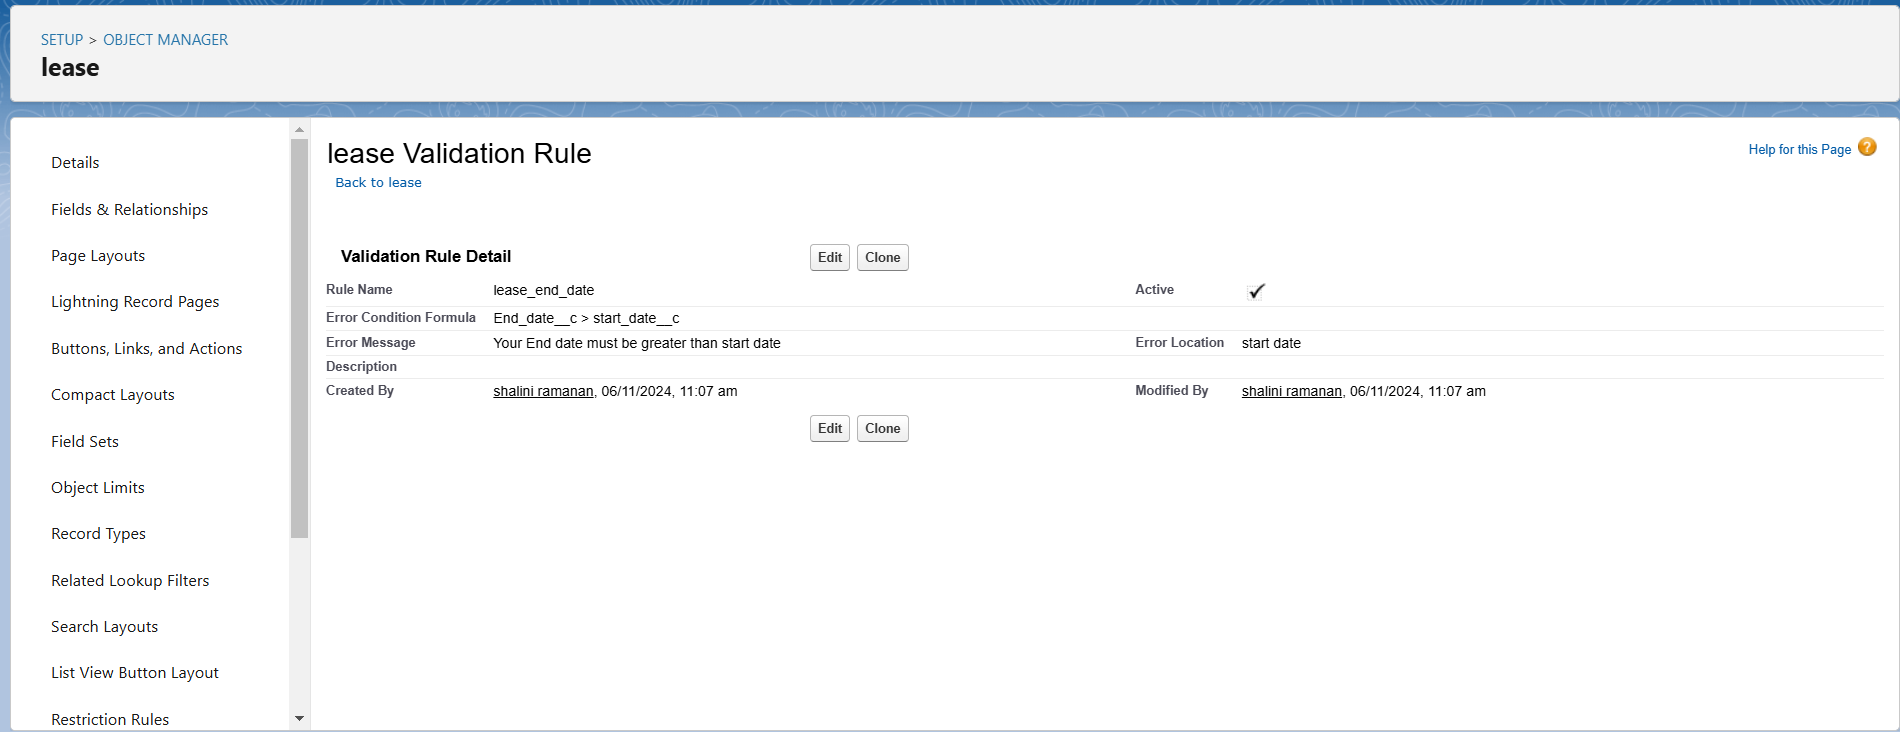 SETUP > OBJECT MANAGER
lease
Details
Fields & Relationships
Page Layouts
Lightning Record Pages
Buttons, Links, and Actions
Compact Layouts
Field Sets
Object Limits
Record Types
Related Lookup Filters
Search Layouts
List View Button Layout
Restriction Rules
lease Validation Rule
Help for this Page ?
Back to lease
Validation Rule Detail Edit Clone
Rule Name lease_end_date Active ✓
Error Condition Formula End_date__c > start_date__c
Error Message Your End date must be greater than start date Error Location start date
Description
Created By shalini ramanan, 06/11/2024, 11:07 am Modified By shalini ramanan, 06/11/2024, 11:07 am
Edit Clone